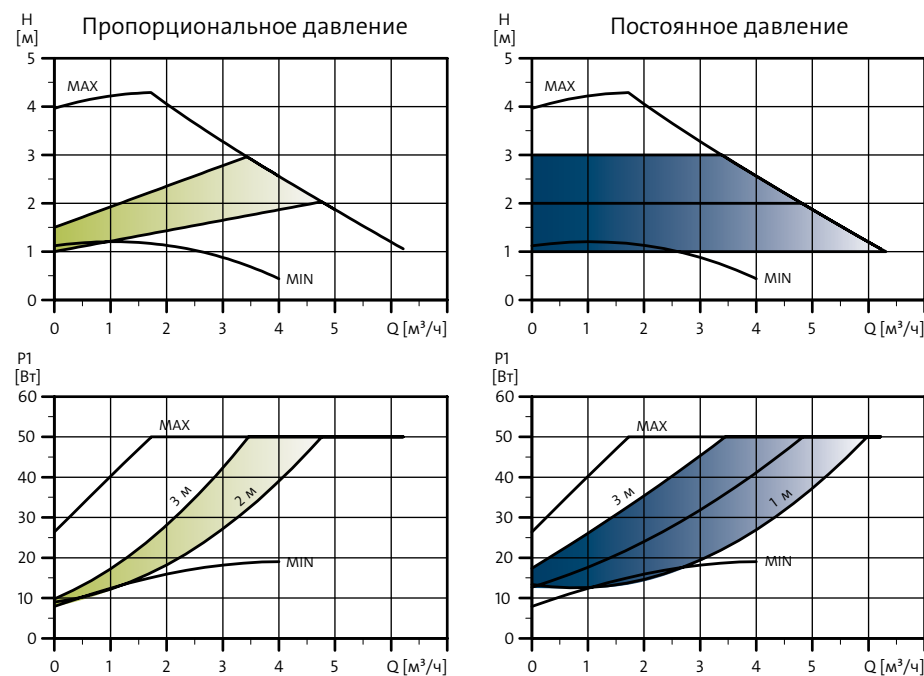 H
[м]
Пропорциональное давление
5
4
3
2
1
0
MAX
MIN
0 1 2 3 4 5 Q [м³/ч]
H
[м]
Постоянное давление
5
4
3
2
1
0
MAX
MIN
0 1 2 3 4 5 Q [м³/ч]
P1
[Вт]
60
50
40
30
20
10
0
MAX
3 м
2 м
MIN
0 1 2 3 4 5 Q [м³/ч]
P1
[Вт]
60
50
40
30
20
10
0
MAX
3 м
1 м
MIN
0 1 2 3 4 5 Q [м³/ч]